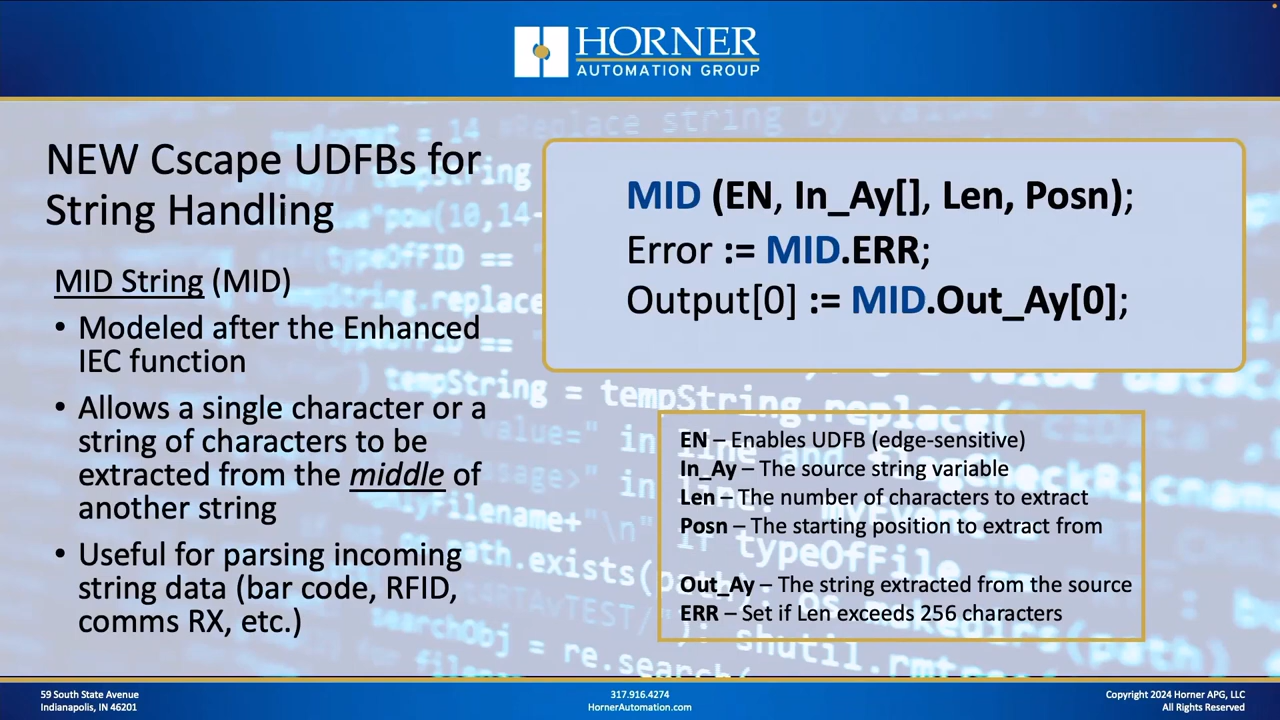 HORNER
AUTOMATION GROUP
NEW Cscape UDFBs for
String Handling
MID String (MID)
• Modeled after the Enhanced
IEC function
• Allows a single character or a
string of characters to be
extracted from the middle of
another string
• Useful for parsing incoming
string data (bar code, RFID,
comms RX, etc.)
MID (EN, In_Ay[], Len, Posn);
Error := MID.ERR;
Output[0] := MID.Out_Ay[0];
EN – Enables UDFB (edge-sensitive)
In_Ay – The source string variable
Len – The number of characters to extract
Posn – The starting position to extract from
Out_Ay – The string extracted from the source
ERR – Set if Len exceeds 256 characters
59 South State Avenue
Indianapolis, IN 46201
317.916.4274
HornerAutomation.com
Copyright 2024 Horner APG, LLC
All Rights Reserved